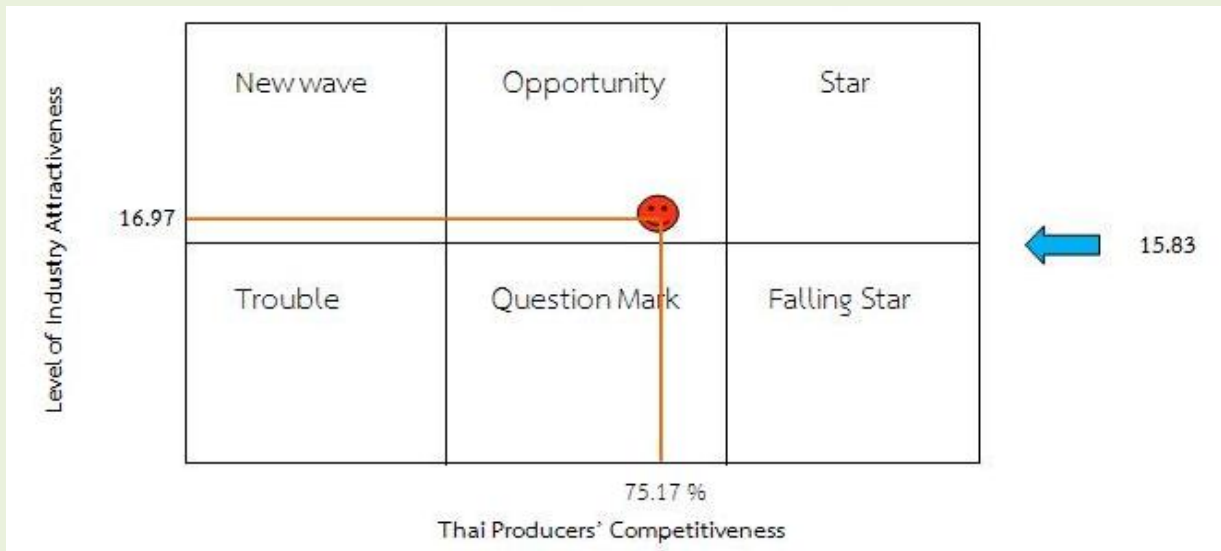 New wave
Opportunity
Star
Level of Industry Attractiveness
16.97
15.83
Trouble
Question Mark
Falling Star
75.17 %
Thai Producers' Competitiveness